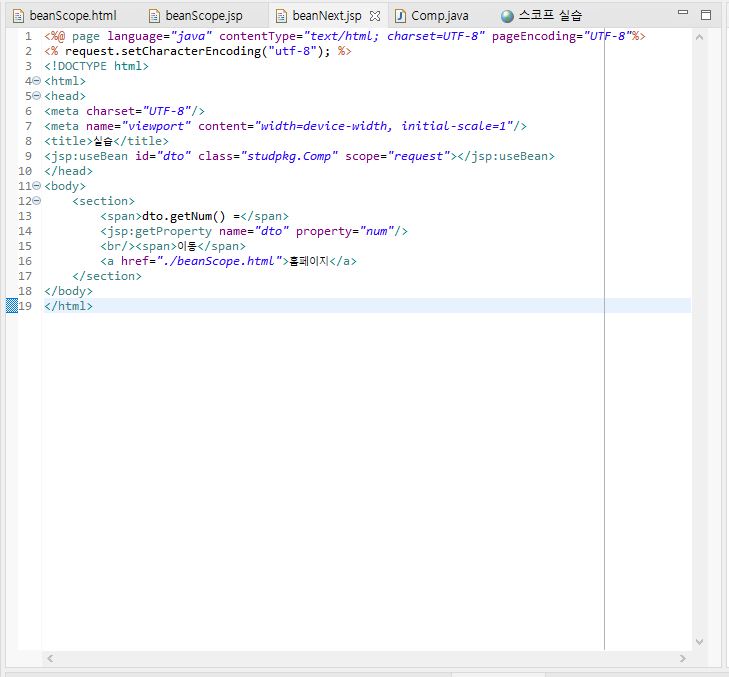 beanScope.html beanScope.jsp beanNext.jsp Comp.java 스코프 실습
1 <%@ page language="java" contentType="text/html; charset=UTF-8" pageEncoding="UTF-8"%>
2 <% request.setCharacterEncoding("utf-8"); %>
3 <!DOCTYPE html>
4 <html>
5 <head>
6 <meta charset="UTF-8"/>
7 <meta name="viewport" content="width=device-width, initial-scale=1"/>
8 <title>실습</title>
9 <jsp:useBean id="dto" class="studpkg.Comp" scope="request"></jsp:useBean>
10 </head>
11 <body>
12 <section>
13 <span>dto.getNum() =</span>
14 <jsp:getProperty name="dto" property="num"/>
15 <br/><span>이동</span>
16 <a href="./beanScope.html">홈페이지</a>
17 </section>
18 </body>
19 </html>